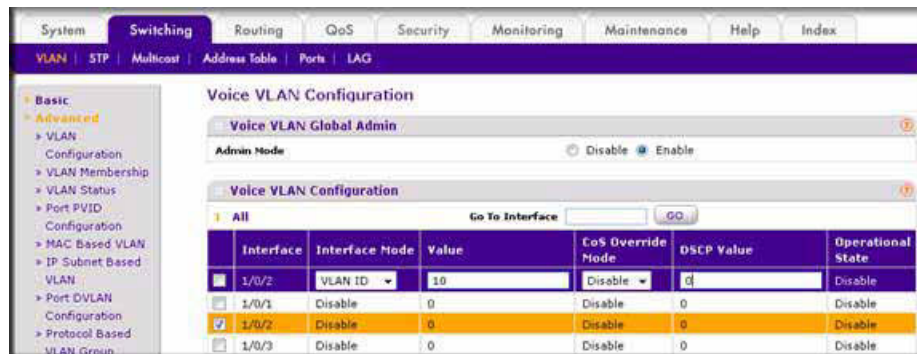 System Switching Routing QoS Security Monitoring Maintenance Help Index
VLAN | STP | Multicast | Address Table | Ports | LAG
Basic
Advanced
» VLAN
Configuration
» VLAN Membership
» VLAN Status
» Port PVID
Configuration
» MAC Based VLAN
» IP Subnet Based
VLAN
» Port DVLAN
Configuration
» Protocol Based
VLAN Group
Voice VLAN Configuration
Voice VLAN Global Admin
Admin Mode Disable Enable
Voice VLAN Configuration
1 All Go To Interface GO
Interface Interface Mode Value CoS Override Mode DSCP Value Operational State
1/0/2 VLAN ID 10 Disable 0 Disable
1/0/1 Disable 0 Disable 0 Disable
1/0/2 Disable 0 Disable 0 Disable
1/0/3 Disable 0 Disable 0 Disable